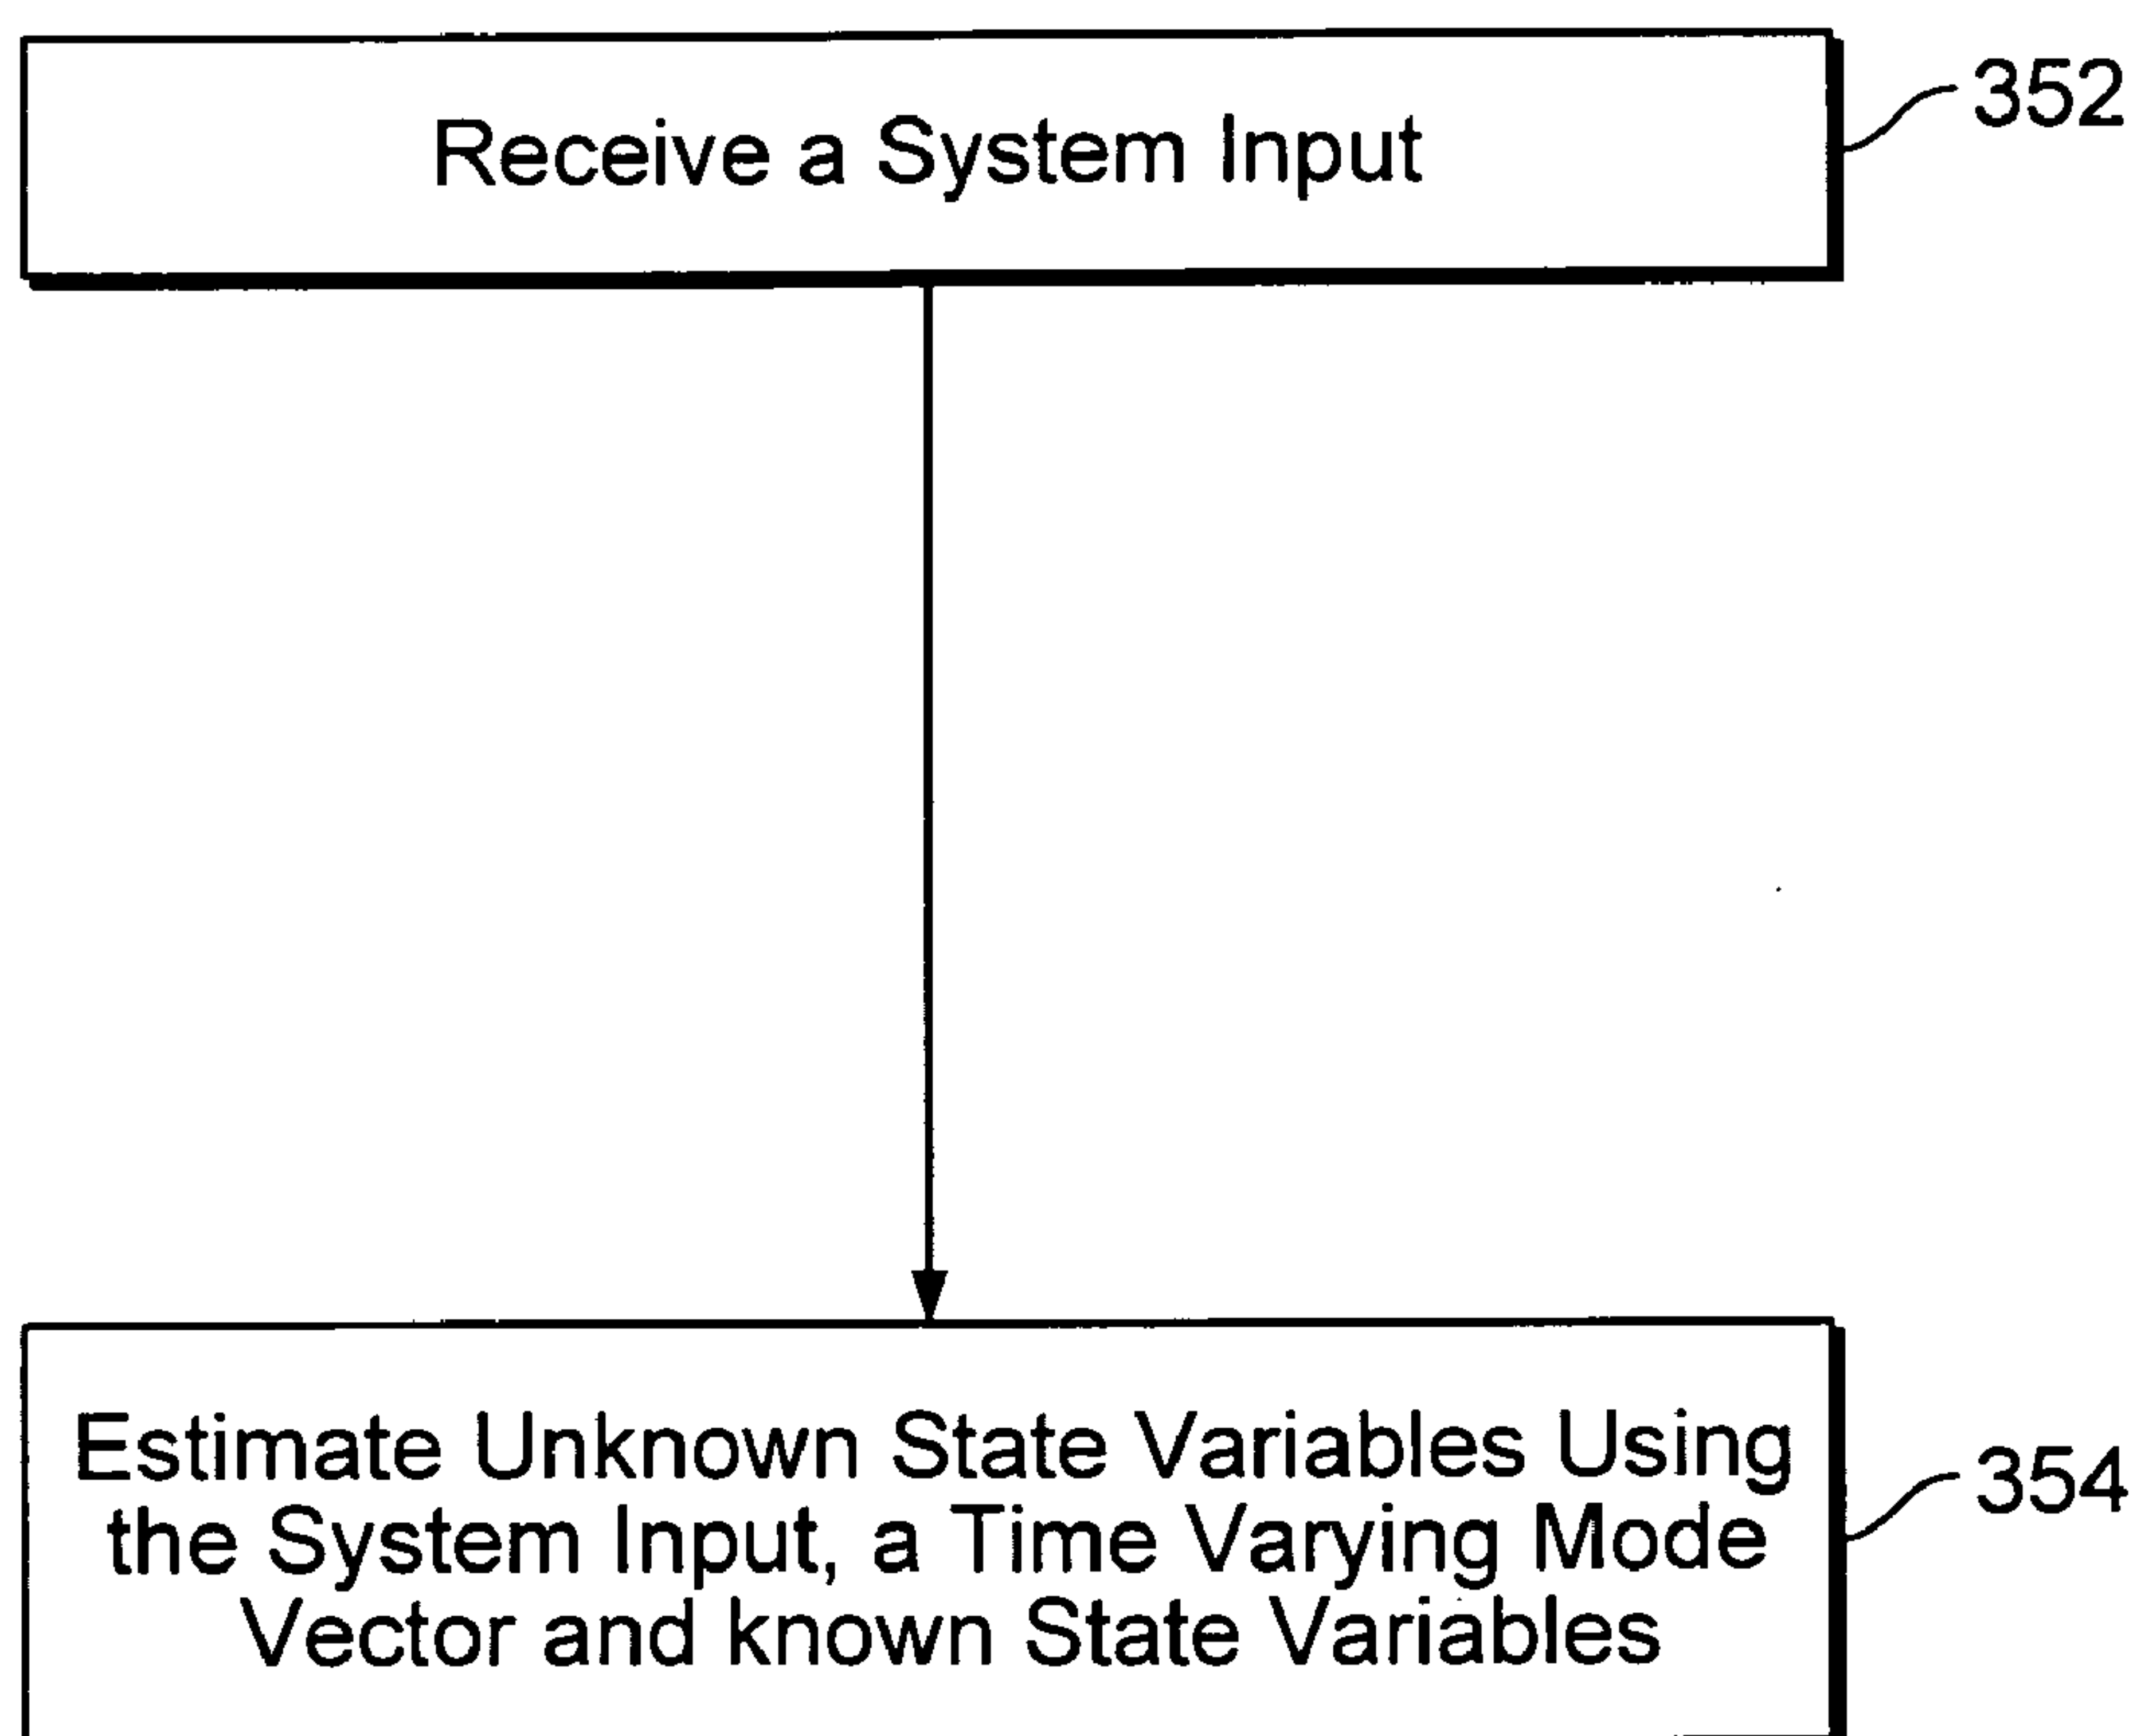 Receive a System Input
352
Estimate Unknown State Variables Using
the System Input, a Time Varying Mode
Vector and known State Variables
354